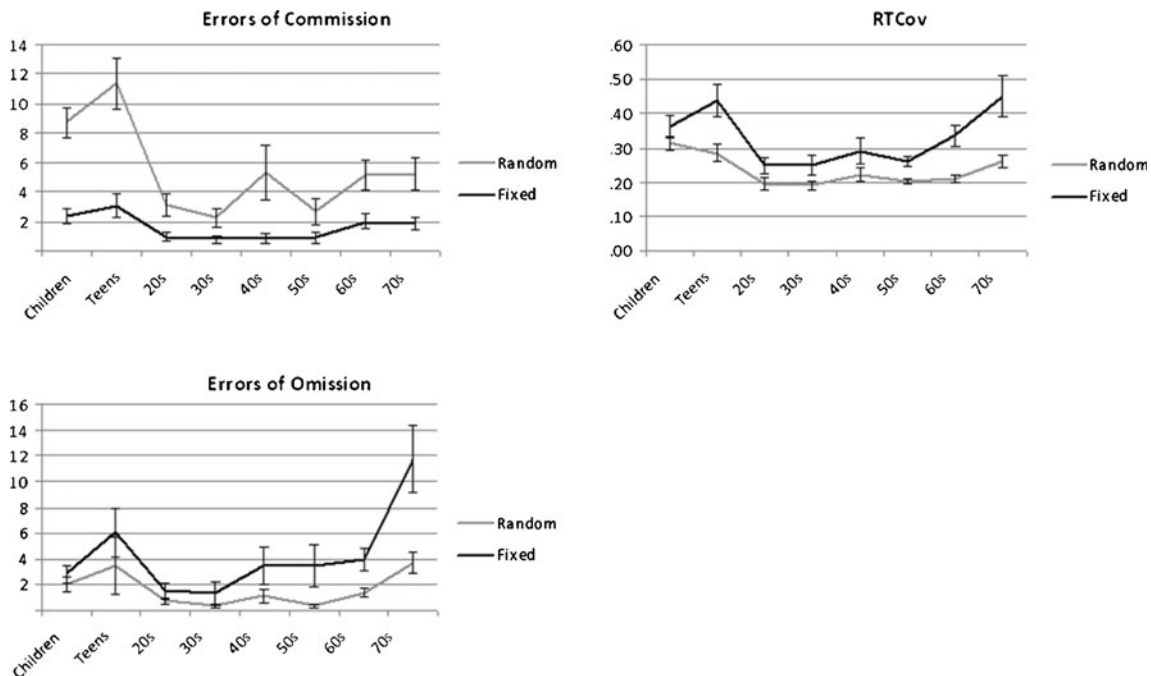 Errors of Commission
14
12
10
8
6
4
2
Random
Fixed
Children
Teens
20s
30s
40s
50s
60s
70s
RTCov
.60
.50
.40
.30
.20
.10
.00
Random
Fixed
Children
Teens
20s
30s
40s
50s
60s
70s
Errors of Omission
16
14
12
10
8
6
4
2
Random
Fixed
Children
Teens
20s
30s
40s
50s
60s
70s